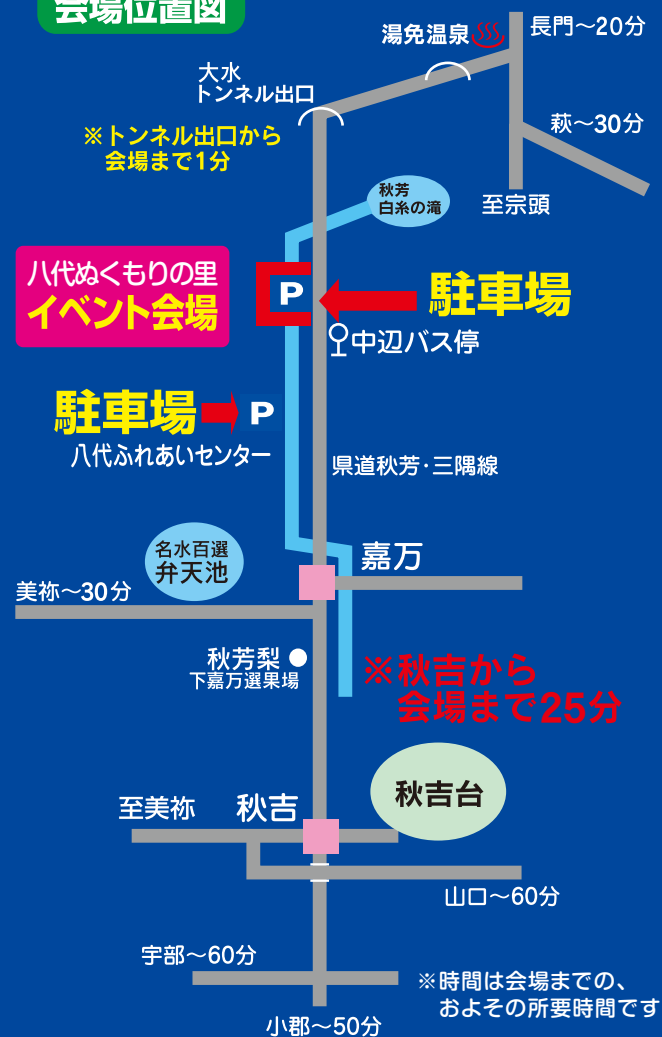 会場位置図
湯免温泉
長門〜20分
大水
トンネル出口
※トンネル出口から
会場まで1分
萩〜30分
秋芳
白糸の滝
至宗頭
八代ぬくもりの里
イベント会場
P
駐車場
中辺バス停
駐車場
P
八代ふれあいセンター
県道秋芳・三隅線
名水百選
弁天池
嘉万
美祢〜30分
秋芳梨
下嘉万選果場
※秋吉から
会場まで25分
秋吉台
至美祢
秋吉
山口〜60分
宇部〜60分
※時間は会場までの、
およその所要時間です
小郡〜50分